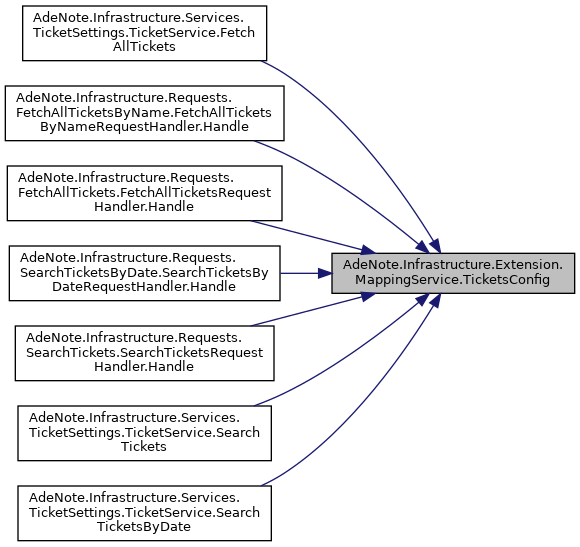 AdeNote.Infrastructure.Services.
TicketSettings.TicketService.Fetch
AllTickets
AdeNote.Infrastructure.Requests.
FetchAllTicketsByName.FetchAllTickets
ByNameRequestHandler.Handle
AdeNote.Infrastructure.Requests.
FetchAllTickets.FetchAllTicketsRequest
Handler.Handle
AdeNote.Infrastructure.Requests.
SearchTicketsByDate.SearchTicketsBy
DateRequestHandler.Handle
AdeNote.Infrastructure.Extension.
MappingService.TicketsConfig
AdeNote.Infrastructure.Requests.
SearchTickets.SearchTicketsRequest
Handler.Handle
AdeNote.Infrastructure.Services.
TicketSettings.TicketService.Search
Tickets
AdeNote.Infrastructure.Services.
TicketSettings.TicketService.Search
TicketsByDate